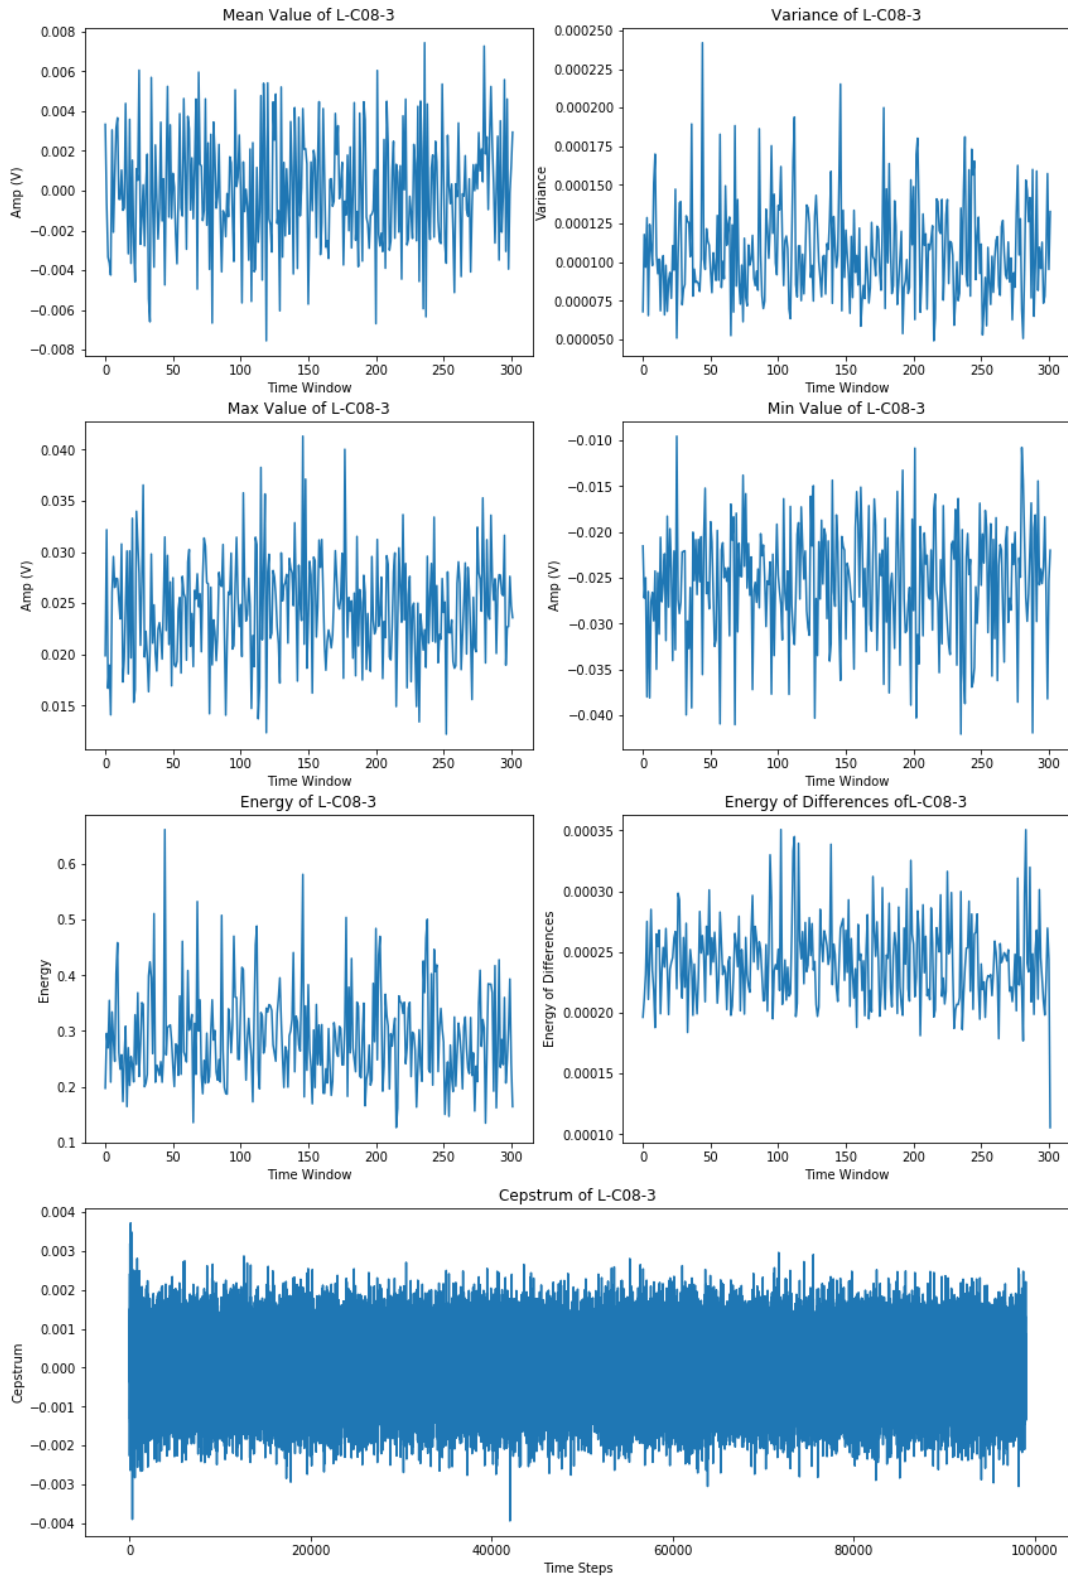 Mean Value of L-C08-3
Amp (V)
0.008
0.006
0.004
0.002
0.000
−0.002
−0.004
−0.006
−0.008
0 50 100 150 200 250 300
Time Window
Variance of L-C08-3
Variance
0.000250
0.000225
0.000200
0.000175
0.000150
0.000125
0.000100
0.000075
0.000050
0 50 100 150 200 250 300
Time Window
Max Value of L-C08-3
Amp (V)
0.040
0.035
0.030
0.025
0.020
0.015
0 50 100 150 200 250 300
Time Window
Min Value of L-C08-3
Amp (V)
−0.010
−0.015
−0.020
−0.025
−0.030
−0.035
−0.040
0 50 100 150 200 250 300
Time Window
Energy of L-C08-3
Energy
0.6
0.5
0.4
0.3
0.2
0.1
0 50 100 150 200 250 300
Time Window
Energy of Differences ofL-C08-3
Energy of Differences
0.00035
0.00030
0.00025
0.00020
0.00015
0.00010
0 50 100 150 200 250 300
Time Window
Cepstrum of L-C08-3
Cepstrum
0.004
0.003
0.002
0.001
0.000
−0.001
−0.002
−0.003
−0.004
0 20000 40000 60000 80000 100000
Time Steps